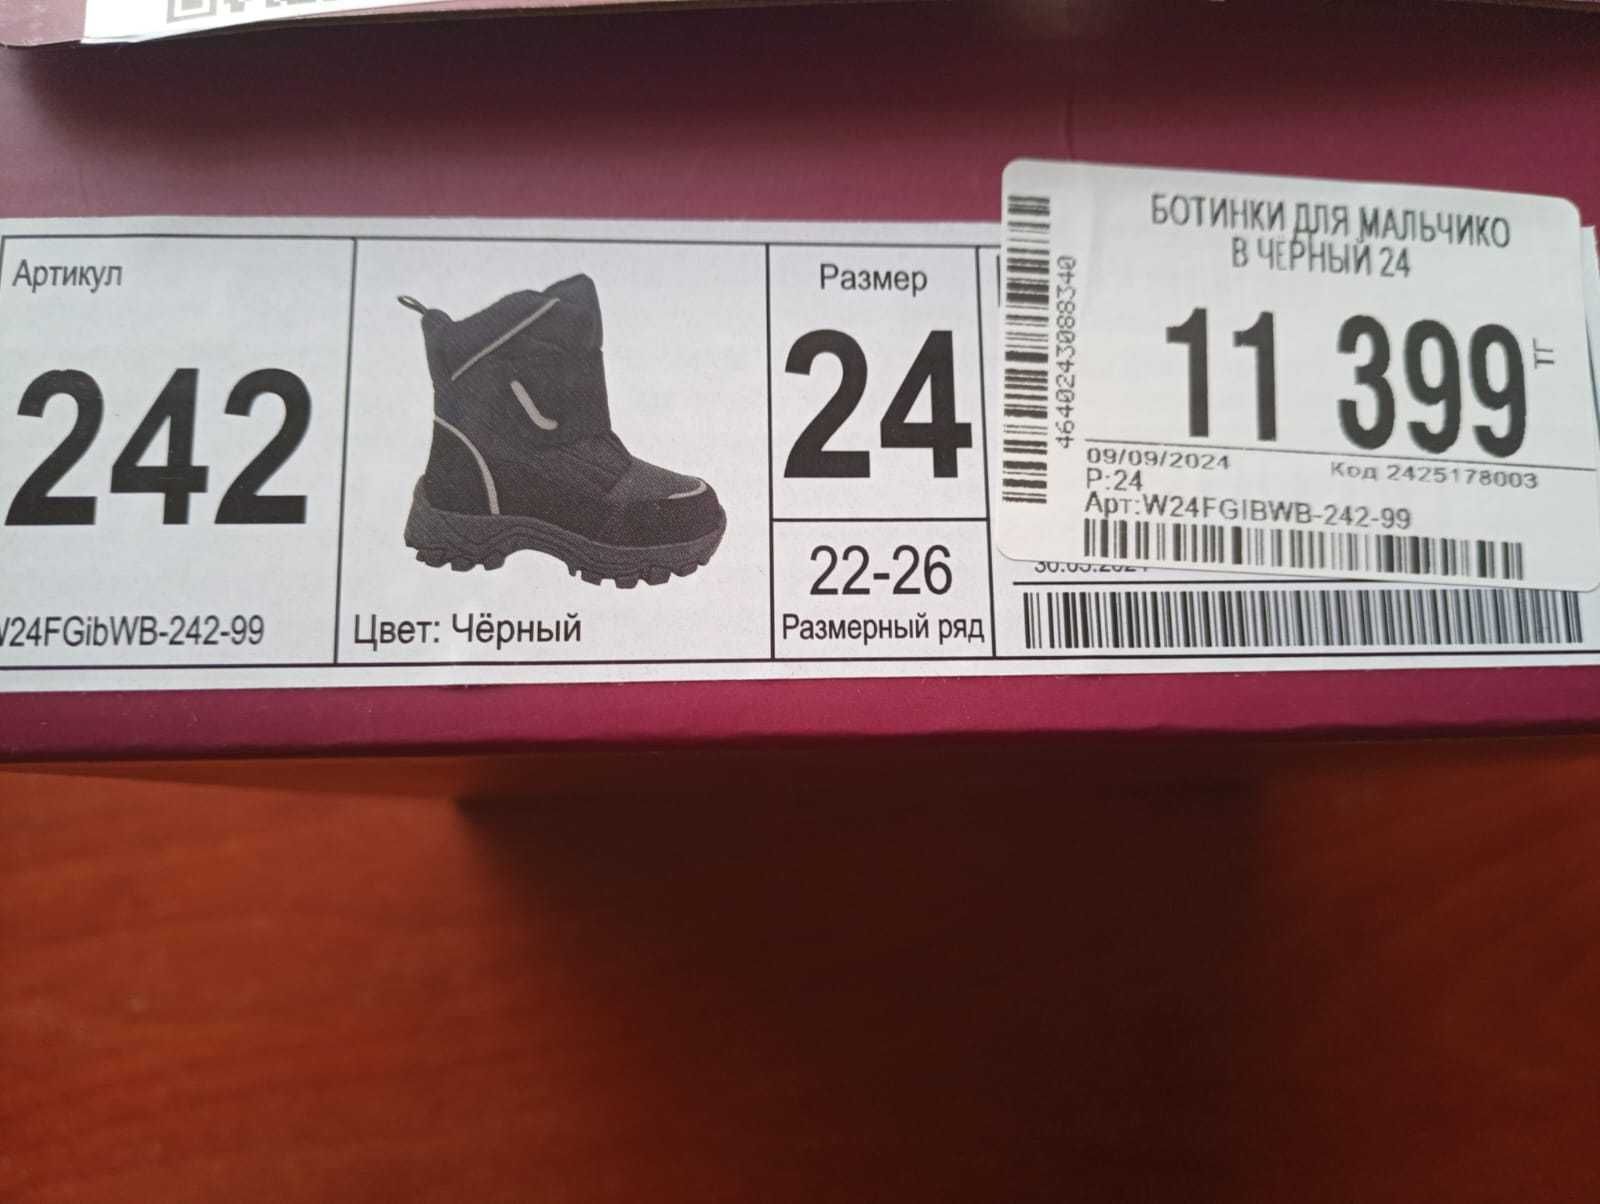 Артикул
242
W24FGibWB-242-99
Цвет: Чёрный
Размер
24
22-26
Размерный ряд
БОТИНКИ ДЛЯ МАЛЬЧИКО
В ЧЁРНЫЙ 24
11 399 ТГ
4640243088340
09/09/2024
Код 2425178003
Р:24
Арт:W24FGIBWB-242-99